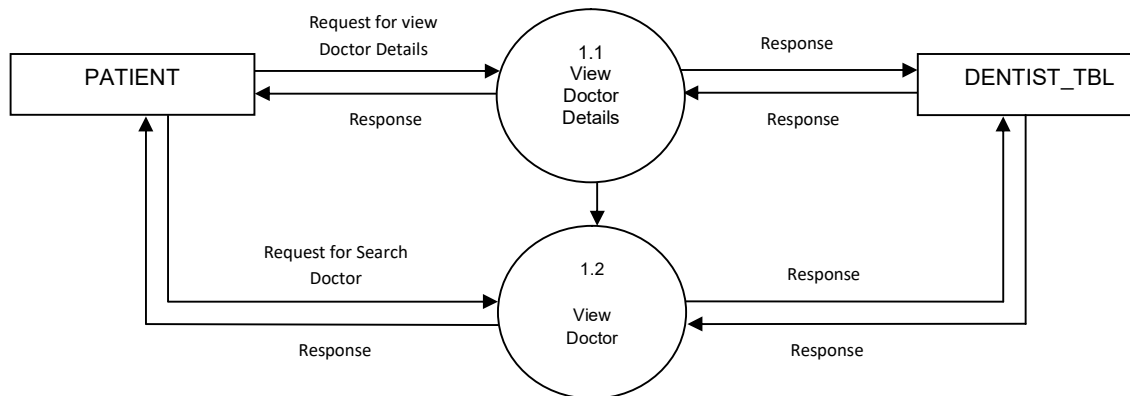 Request for view
Doctor Details
PATIENT
Response
1.1
View
Doctor
Details
Response
Response
DENTIST_TBL
Request for Search
Doctor
Response
1.2
View
Doctor
Response
Response